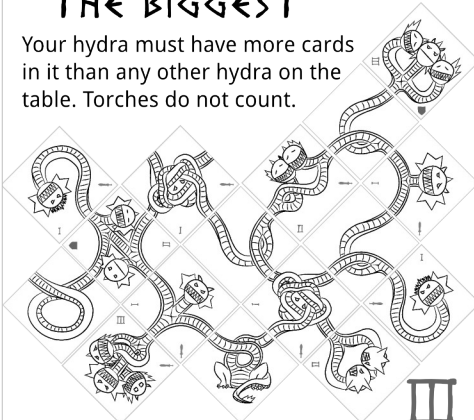 THE BIGGEST
Your hydra must have more cards
in it than any other hydra on the
table. Torches do not count.
III